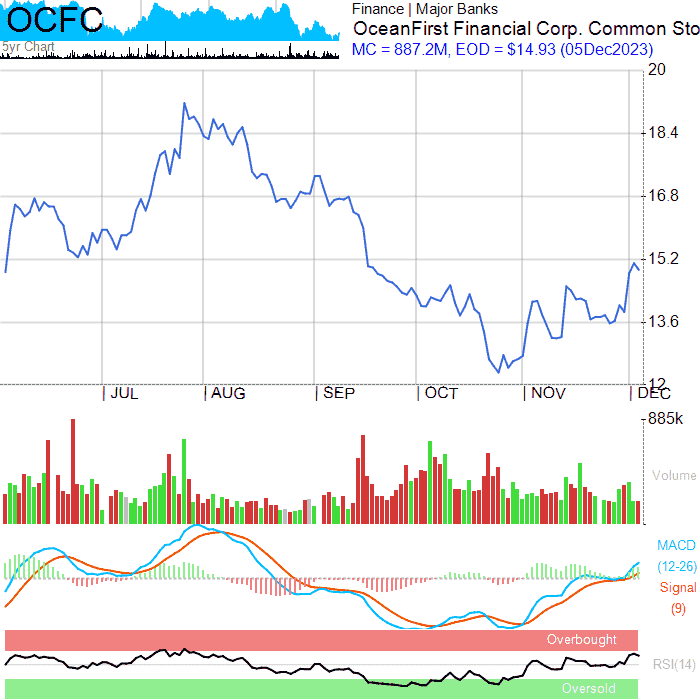 OCFC
5yr Chart
Finance | Major Banks
OceanFirst Financial Corp. Common Sto
MC = 887.2M, EOD = $14.93 (05Dec2023)
20
18.4
16.8
15.2
13.6
12
JUL AUG SEP OCT NOV DEC
885k
Volume
MACD
(12-26)
Signal
(9)
Overbought
RSI(14)
Oversold